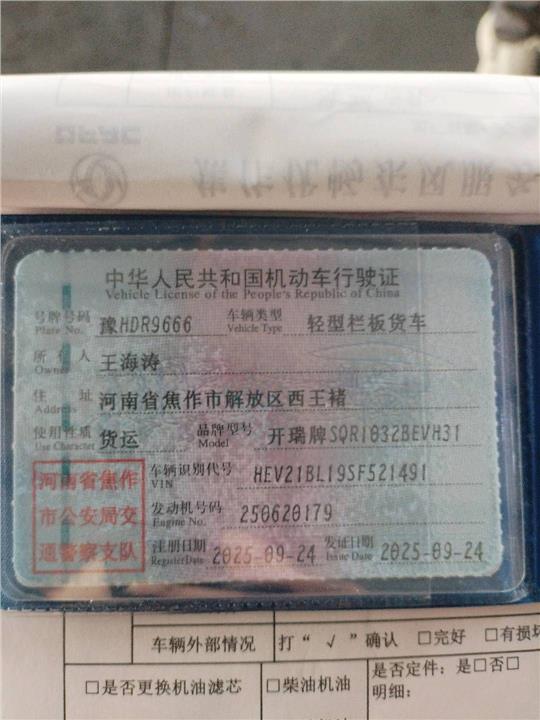 中华人民共和国机动车行驶证
Vehicle License of the People's Republic of China
号牌号码 豫HDR9666 车辆类型 轻型栏板货车
Plate No. Vehicle Type
所有人 王海涛
Owner
住址 河南省焦作市解放区西王褚
Address
使用性质 货运 品牌型号 开瑞牌SQR1032BEVH31
Use Character Model
河南省焦作
市公安局交
通警察支队
车辆识别代号 HEV21BL19SF521491
VIN
发动机号码 250620179
Engine No.
注册日期 2025-09-24 发证日期 2025-09-24
Register Date Issue Date
车辆外部情况 打“√”确认 □完好 □有损坏
□是否更换机油滤芯 □柴油机油 是否定件:是□否□
明细: